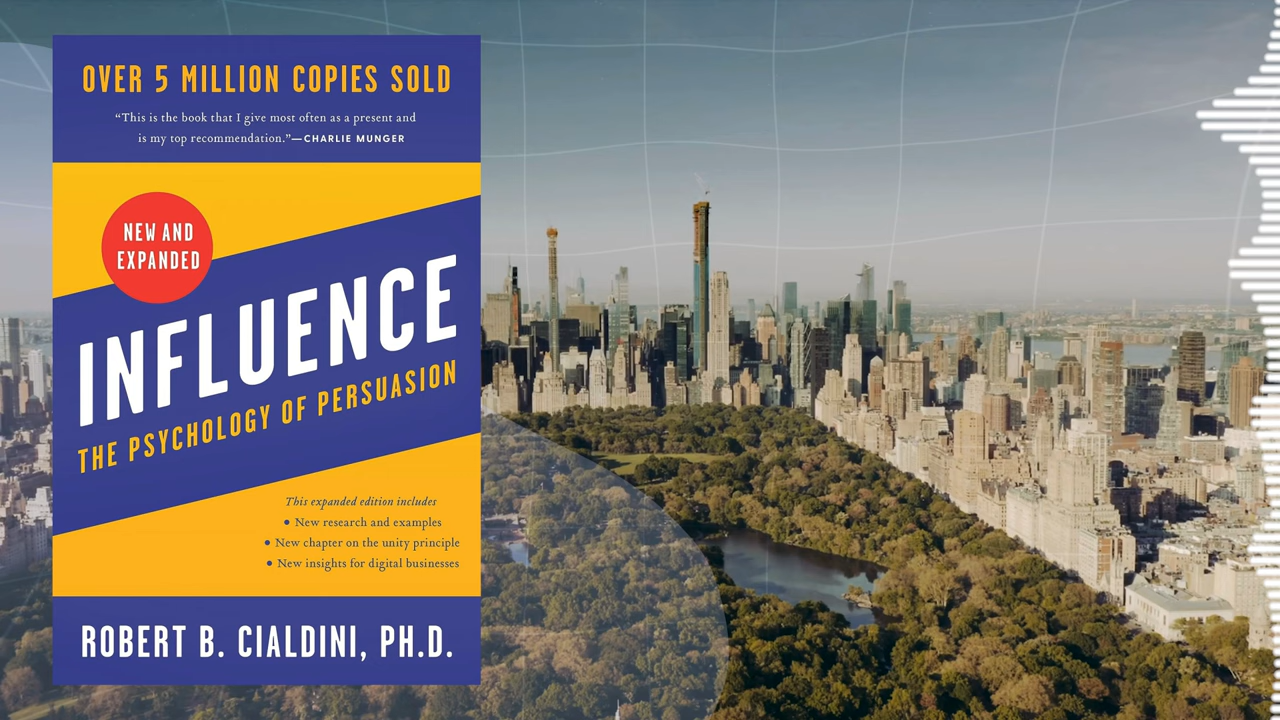 OVER 5 MILLION COPIES SOLD
“This is the book that I give most often as a present and
is my top recommendation.”—CHARLIE MUNGER
NEW AND
EXPANDED
INFLUENCE
THE PSYCHOLOGY OF PERSUASION
This expanded edition includes
• New research and examples
• New chapter on the unity principle
• New insights for digital businesses
ROBERT B. CIALDINI, PH.D.